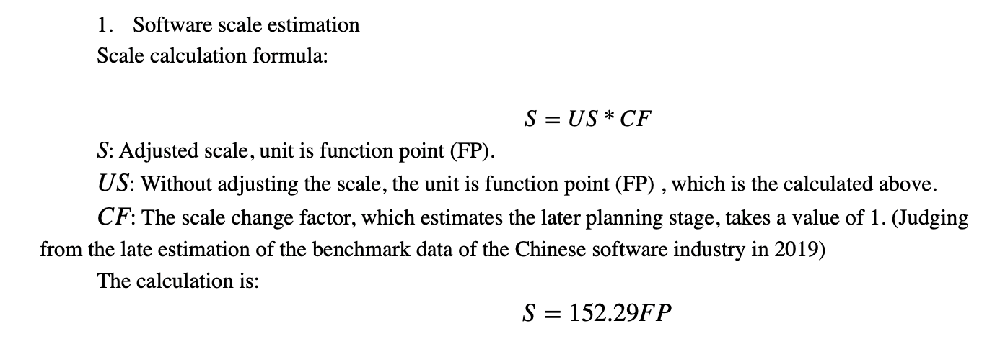 1. Software scale estimation
Scale calculation formula:
S = US * CF
S: Adjusted scale, unit is function point (FP).
US: Without adjusting the scale, the unit is function point (FP) , which is the calculated above.
CF: The scale change factor, which estimates the later planning stage, takes a value of 1. (Judging
from the late estimation of the benchmark data of the Chinese software industry in 2019)
The calculation is:
S = 152.29FP